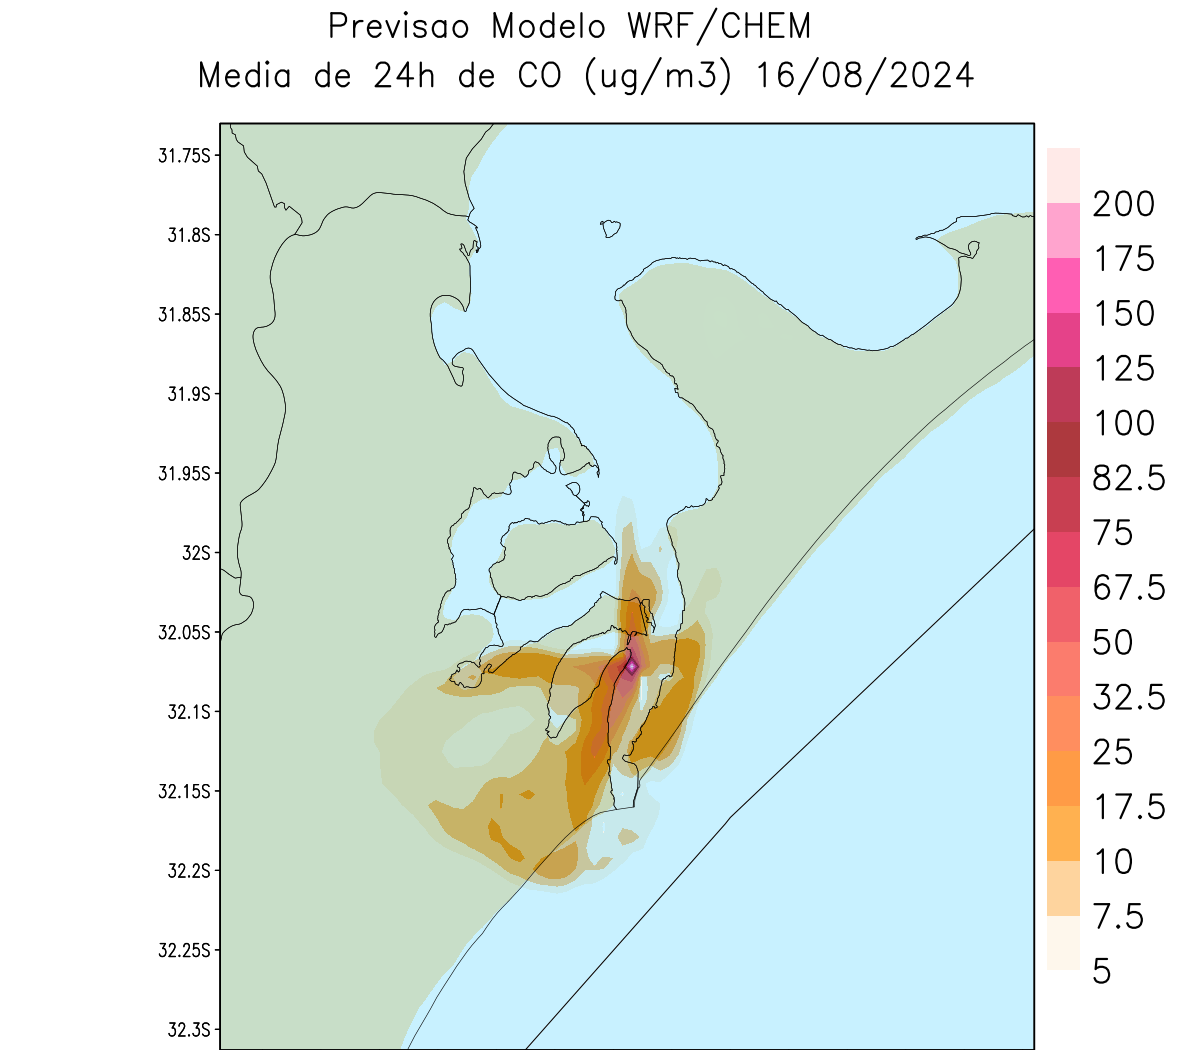 Previsao Modelo WRF/CHEM
Media de 24h de CO (ug/m3) 16/08/2024
31.75S
31.8S
31.85S
31.9S
31.95S
32S
32.05S
32.1S
32.15S
32.2S
32.25S
32.3S
200
175
150
125
100
82.5
75
67.5
50
32.5
25
17.5
10
7.5
5